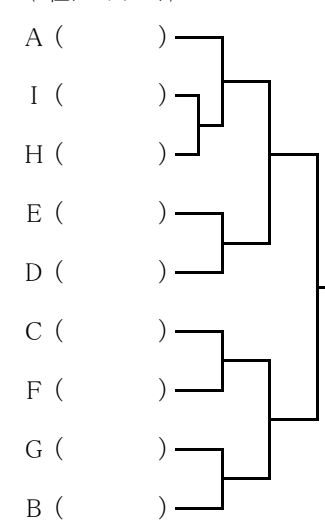 A (          )
I (          )
H (          )
E (          )
D (          )
C (          )
F (          )
G (          )
B (          )